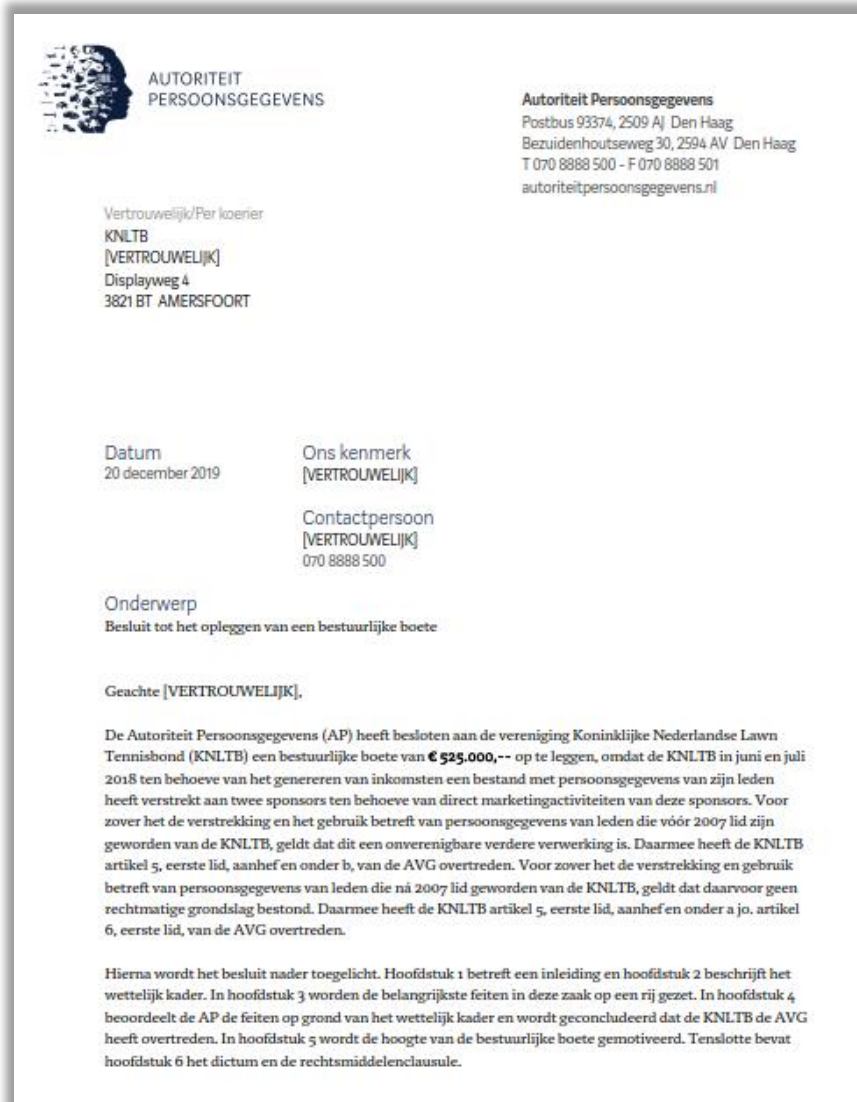 AUTORITEIT
PERSOONSGEGEVENS
Autoriteit Persoonsgegevens
Postbus 93374, 2509 AJ Den Haag
Bezuidenhoutseweg 30, 2594 AV Den Haag
T 070 8888 500 - F 070 8888 501
autoriteitpersoonsgegevens.nl
Vertrouwelijk/Per koerier
KNLTB
[VERTROUWELIJK]
Displayweg 4
3821 BT AMERSFOORT
Datum
20 december 2019
Ons kenmerk
[VERTROUWELIJK]
Contactpersoon
[VERTROUWELIJK]
070 8888 500
Onderwerp
Besluit tot het opleggen van een bestuurlijke boete
Geachte [VERTROUWELIJK],
De Autoriteit Persoonsgegevens (AP) heeft besloten aan de vereniging Koninklijke Nederlandse Lawn
Tennisbond (KNLTB) een bestuurlijke boete van € 525.000,-- op te leggen, omdat de KNLTB in juni en juli
2018 ten behoeve van het genereren van inkomsten een bestand met persoonsgegevens van zijn leden
heeft verstrekt aan twee sponsors ten behoeve van direct marketingactiviteiten van deze sponsors. Voor
zover het de verstrekking en het gebruik betreft van persoonsgegevens van leden die vóór 2007 lid zijn
geworden van de KNLTB, geldt dat dit een onverenigbare verdere verwerking is. Daarmee heeft de KNLTB
artikel 5, eerste lid, aanhef en onder b, van de AVG overtreden. Voor zover het de verstrekking en gebruik
betreft van persoonsgegevens van leden die ná 2007 lid geworden van de KNLTB, geldt dat daarvoor geen
rechtmatige grondslag bestond. Daarmee heeft de KNLTB artikel 5, eerste lid, aanhef en onder a jo. artikel
6, eerste lid, van de AVG overtreden.
Hierna wordt het besluit nader toegelicht. Hoofdstuk 1 betreft een inleiding en hoofdstuk 2 beschrijft het
wettelijk kader. In hoofdstuk 3 worden de belangrijkste feiten in deze zaak op een rij gezet. In hoofdstuk 4
beoordeelt de AP de feiten op grond van het wettelijk kader en wordt geconcludeerd dat de KNLTB de AVG
heeft overtreden. In hoofdstuk 5 wordt de hoogte van de bestuurlijke boete gemotiveerd. Tenslotte bevat
hoofdstuk 6 het dictum en de rechtsmiddelenclausule.